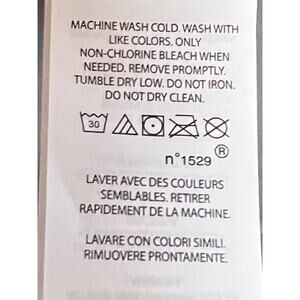 MACHINE WASH COLD. WASH WITH
LIKE COLORS. ONLY
NON-CHLORINE BLEACH WHEN
NEEDED. REMOVE PROMPTLY.
TUMBLE DRY LOW. DO NOT IRON.
DO NOT DRY CLEAN.
30
n°1529 ®
LAVER AVEC DES COULEURS
SEMBLABLES. RETIRER
RAPIDEMENT DE LA MACHINE.
LAVARE CON COLORI SIMILI.
RIMUOVERE PRONTAMENTE.